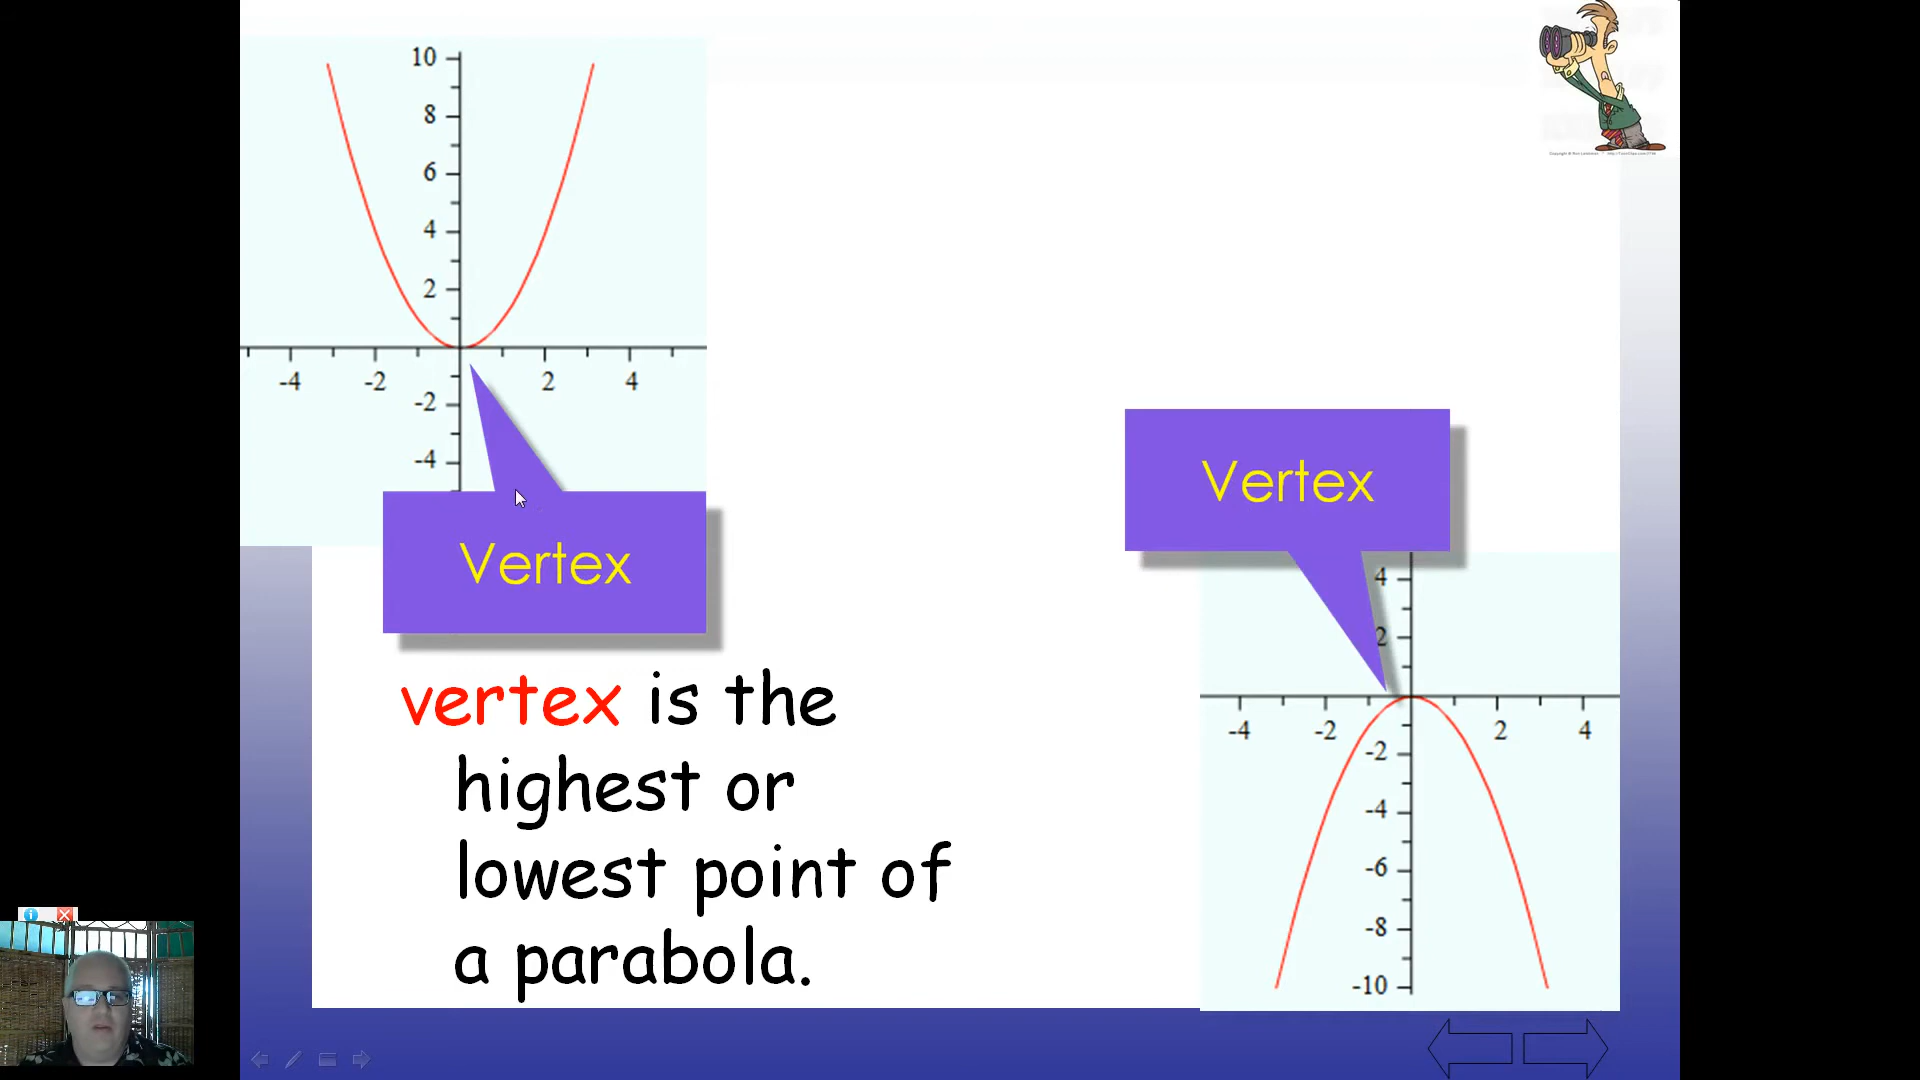 10
8
6
4
2
-4 -2 2 4
-2
-4
Vertex
Vertex
vertex is the
highest or
lowest point of
a parabola.
4
2
-4 -2 2 4
-2
-4
-6
-8
-10